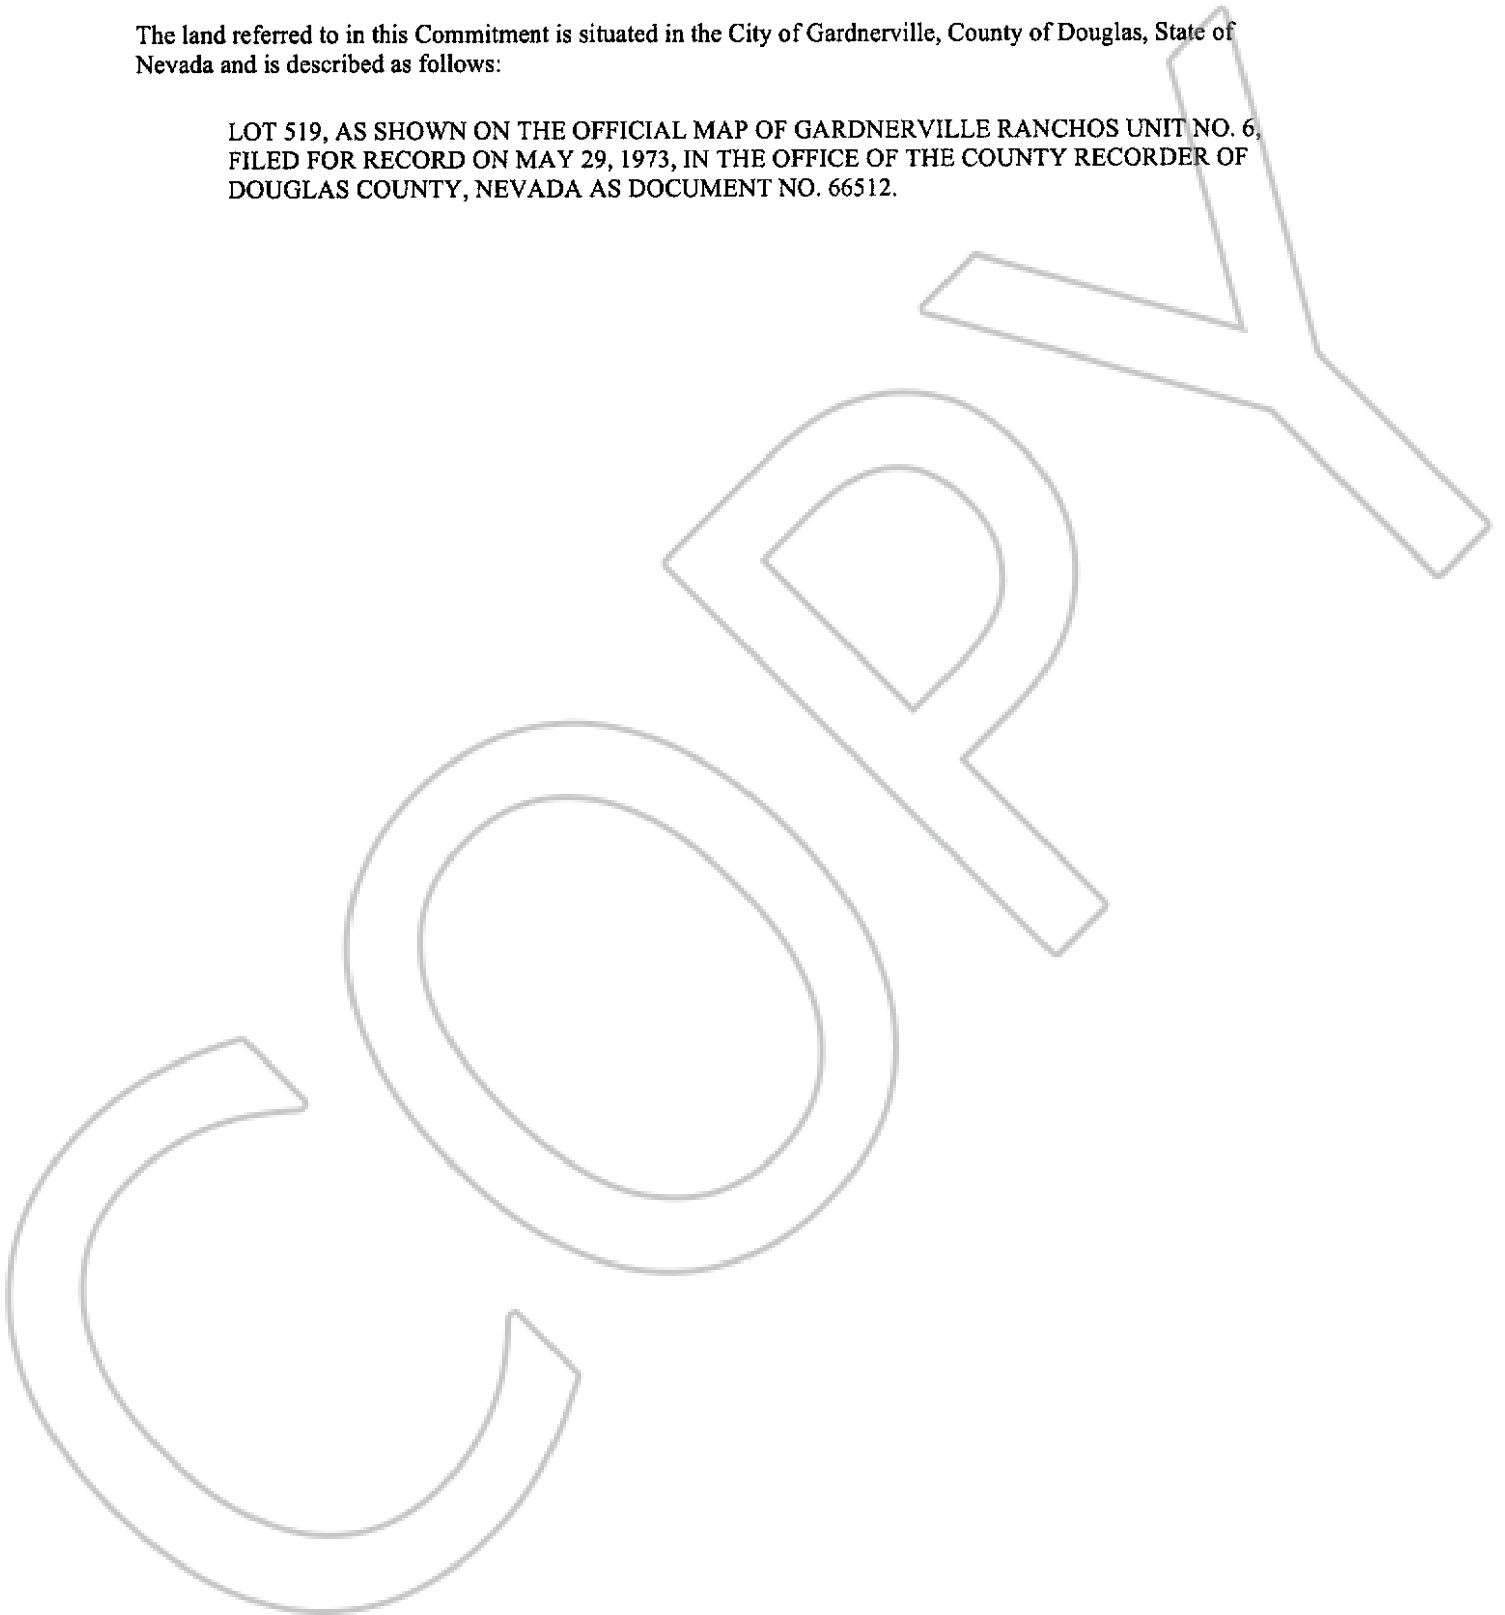 The land referred to in this Commitment is situated in the City of Gardnerville, County of Douglas, State of
Nevada and is described as follows:
LOT 519, AS SHOWN ON THE OFFICIAL MAP OF GARDNERVILLE RANCHOS UNIT NO. 6,
FILED FOR RECORD ON MAY 29, 1973, IN THE OFFICE OF THE COUNTY RECORDER OF
DOUGLAS COUNTY, NEVADA AS DOCUMENT NO. 66512.
COPY